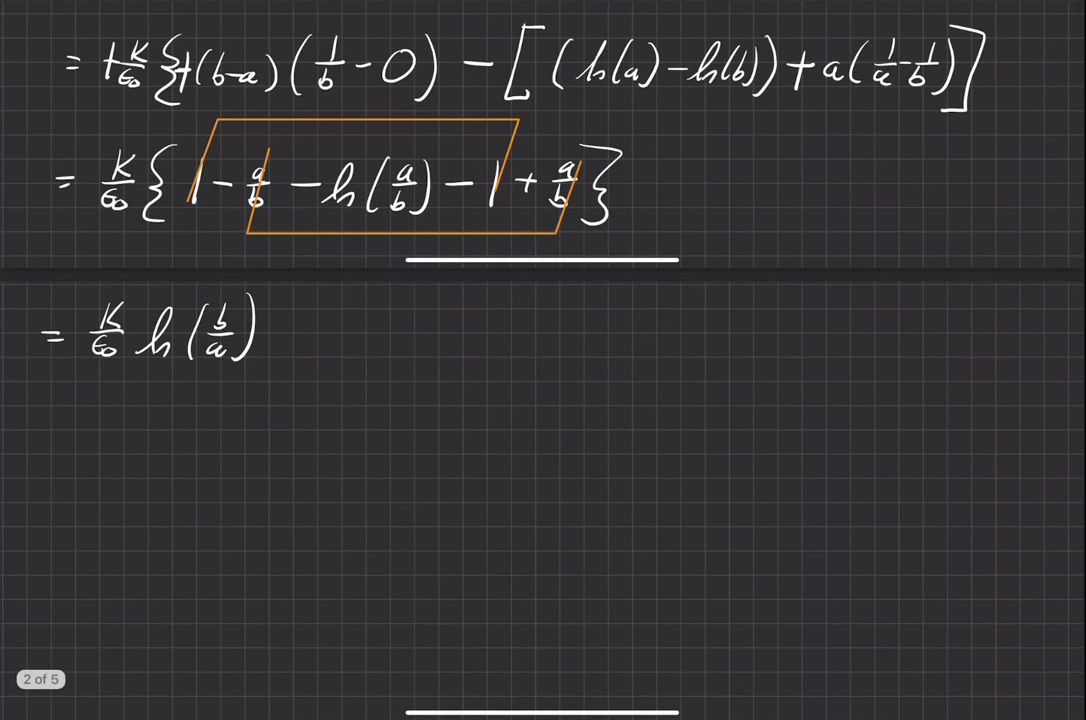 = + k/ε₀ { + (b-a) ( 1/b - 0 ) - [ ( ln(a) - ln(b) ) + a ( 1/a - 1/b ) ]
= k/ε₀ { 1 - a/b - ln( a/b ) - 1 + a/b }
= k/ε₀ ln( b/a )
2 of 5